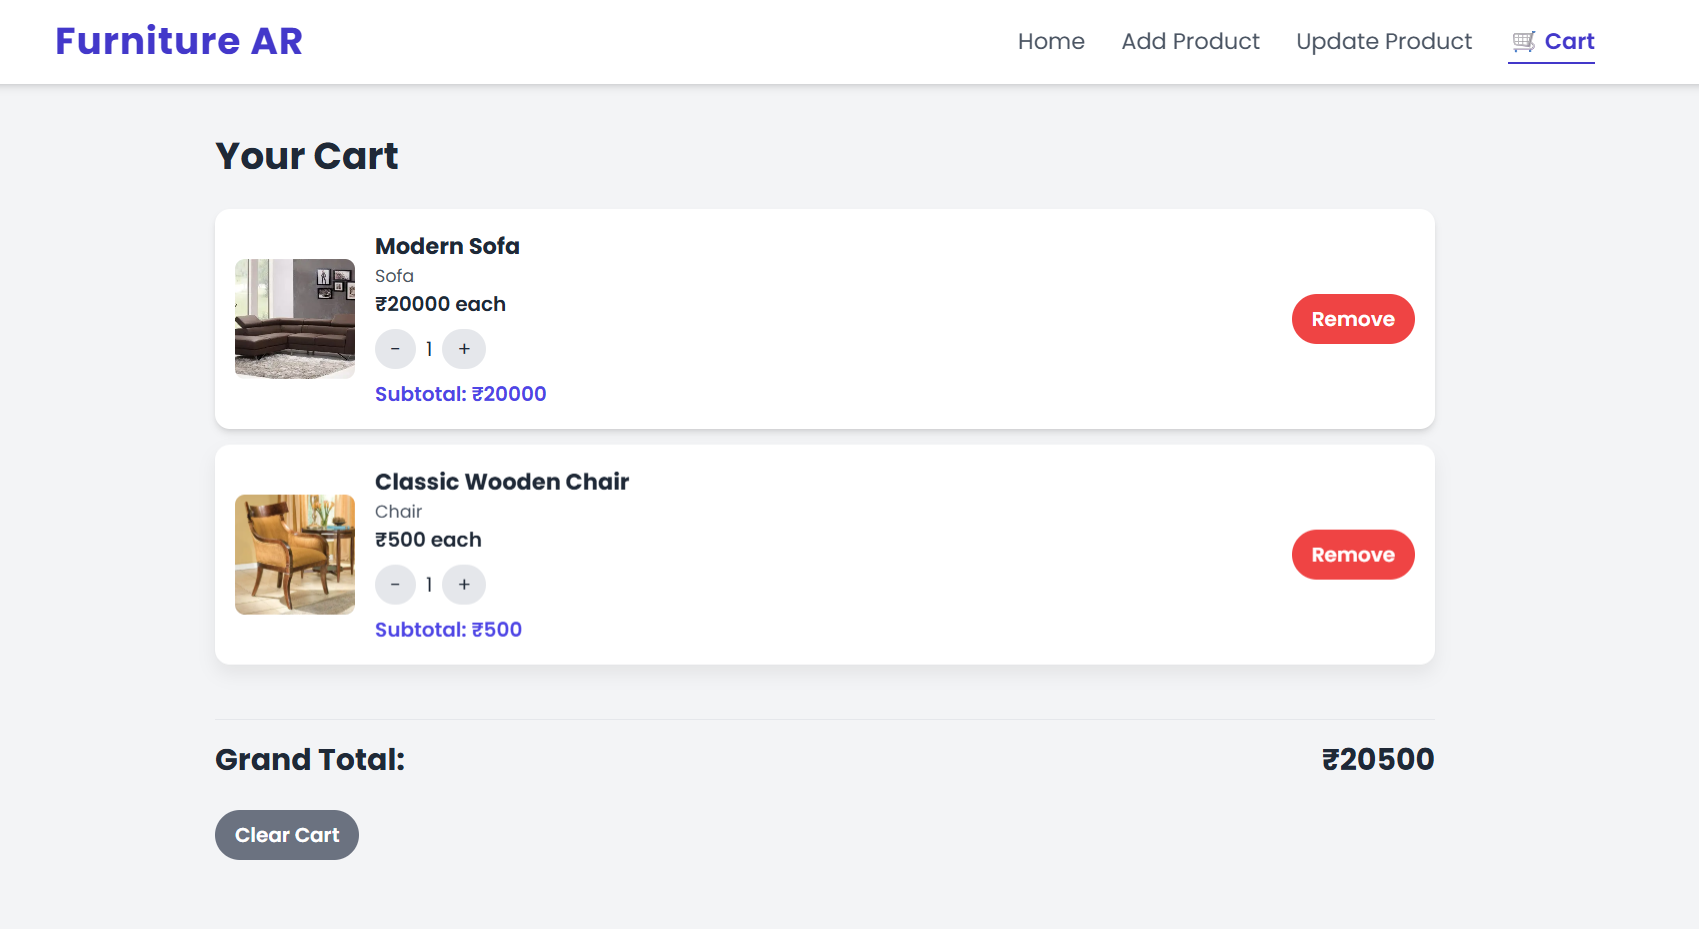 Furniture AR
Home Add Product Update Product 🛒 Cart
Your Cart
Modern Sofa
Sofa
₹20000 each
- 1 +
Subtotal: ₹20000
Remove
Classic Wooden Chair
Chair
₹500 each
- 1 +
Subtotal: ₹500
Remove
Grand Total: ₹20500
Clear Cart